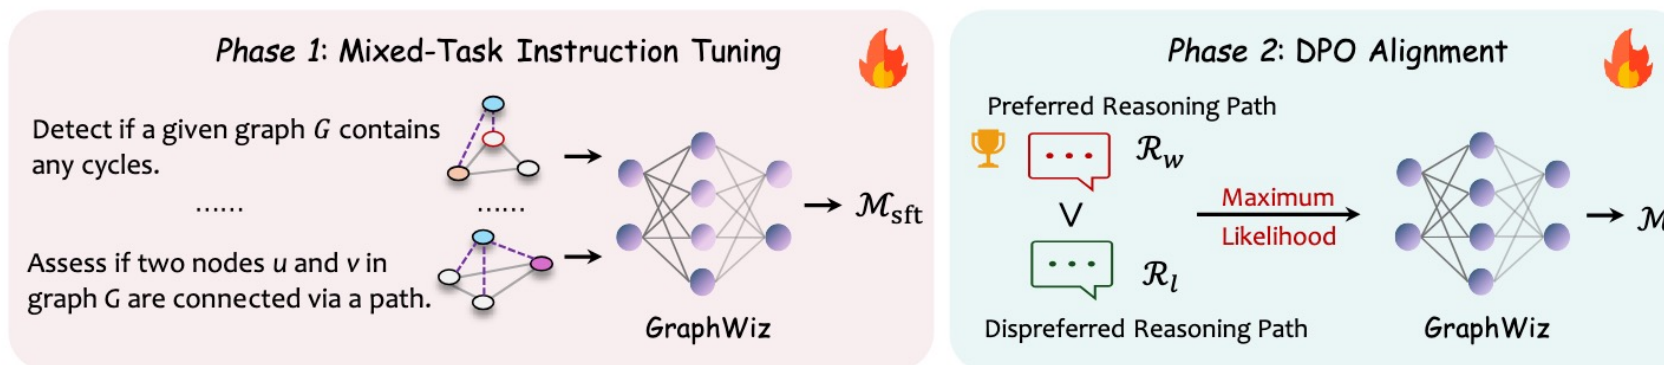 Phase 1: Mixed-Task Instruction Tuning
Detect if a given graph G contains
any cycles.
......
......
Assess if two nodes u and v in
graph G are connected via a path.
GraphWiz
ℳsft
Phase 2: DPO Alignment
Preferred Reasoning Path
ℛw
∨
ℛl
Dispreferred Reasoning Path
Maximum
Likelihood
GraphWiz
ℳ